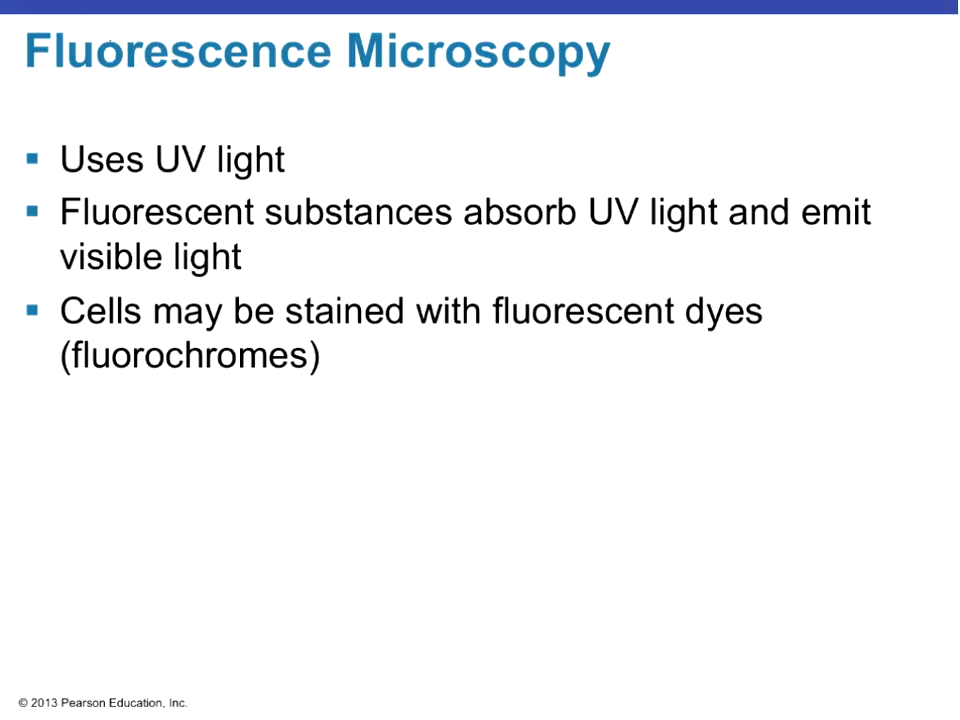 Fluorescence Microscopy
Uses UV light
Fluorescent substances absorb UV light and emit
visible light
Cells may be stained with fluorescent dyes
(fluorochromes)
© 2013 Pearson Education, Inc.